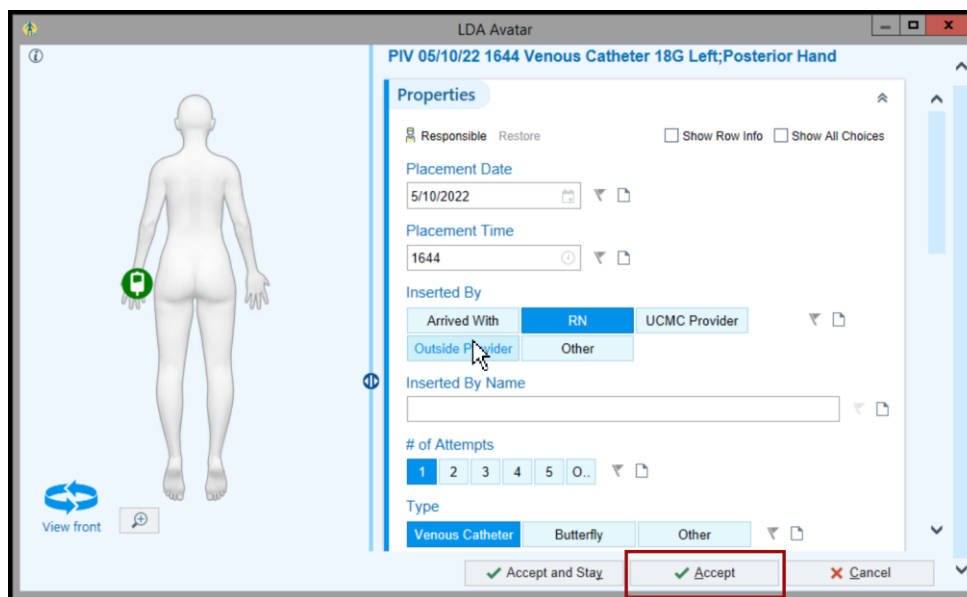 LDA Avatar
PIV 05/10/22 1644 Venous Catheter 18G Left;Posterior Hand
Properties
Responsible Restore Show Row Info Show All Choices
Placement Date
5/10/2022
Placement Time
1644
Inserted By
Arrived With RN UCMC Provider
Outside Provider Other
Inserted By Name
# of Attempts
1 2 3 4 5 O..
Type
Venous Catheter Butterfly Other
View front
Accept and Stay Accept Cancel